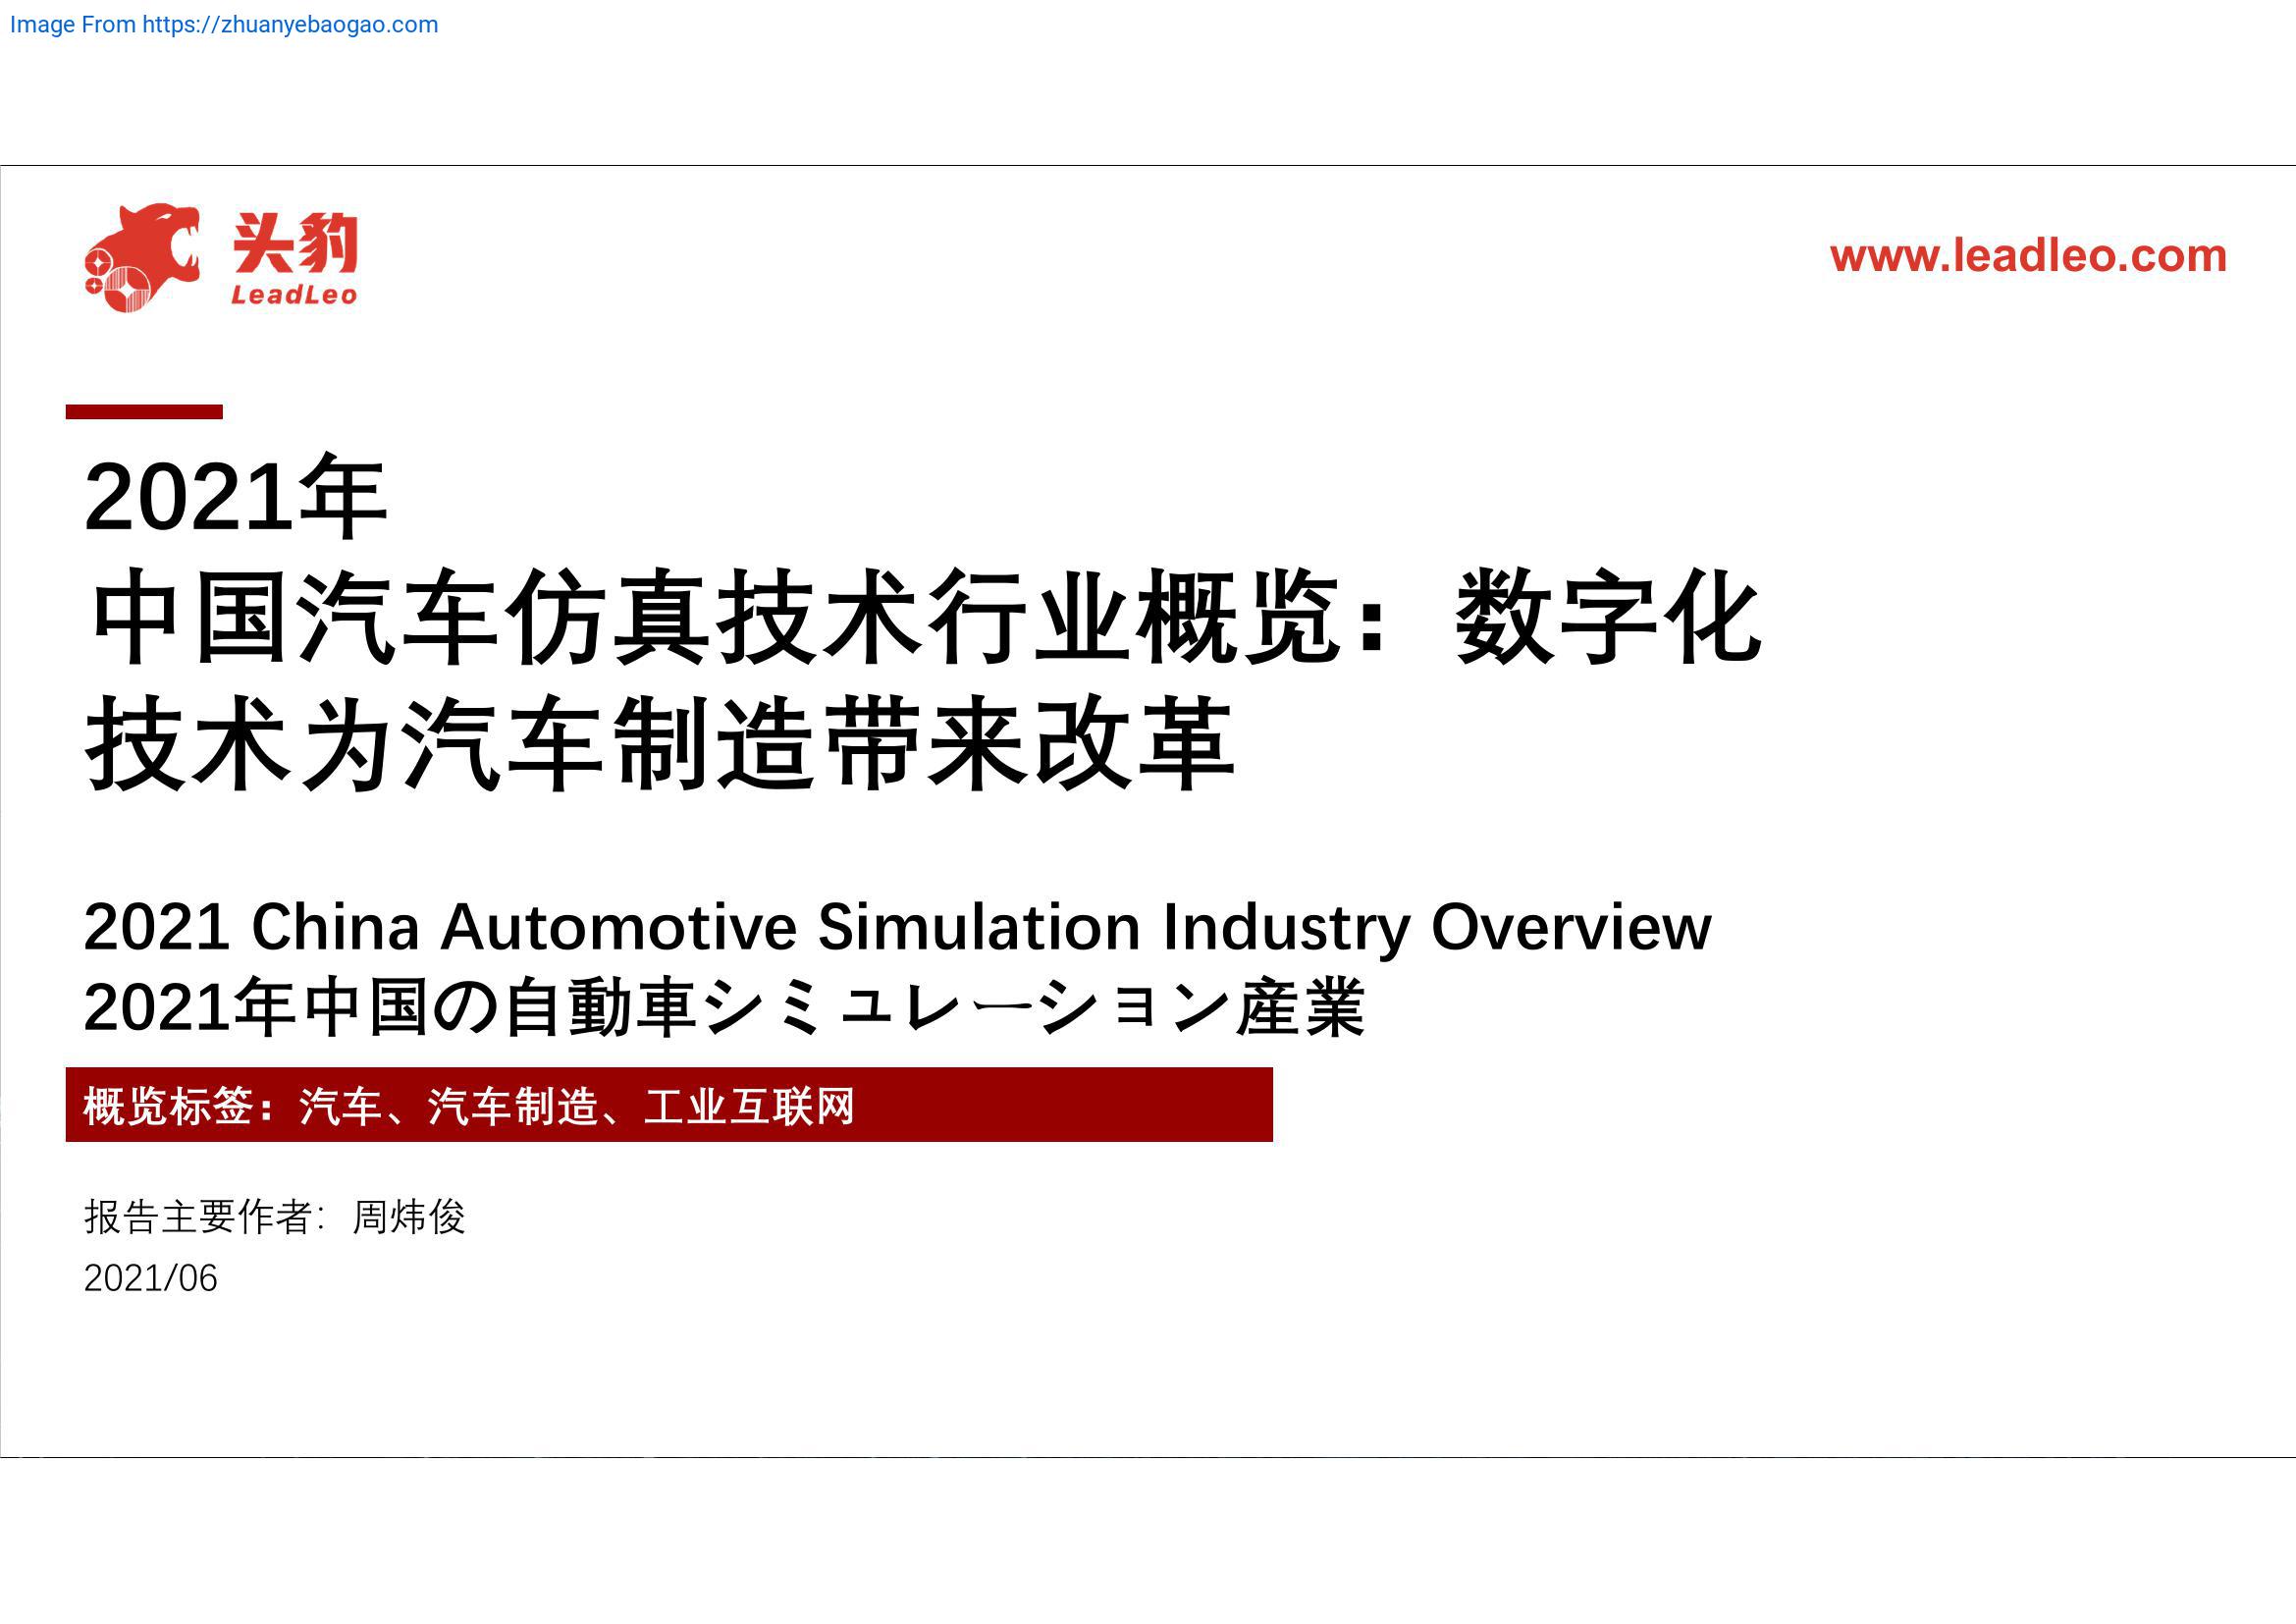 Image From https://zhuanyebaogao.com
头豹
LeadLeo
www.leadleo.com
2021年
中国汽车仿真技术行业概览：数字化
技术为汽车制造带来改革
2021 China Automotive Simulation Industry Overview
2021年中国の自動車シミュレーション産業
概览标签：汽车、汽车制造、工业互联网
报告主要作者：周炜俊
2021/06